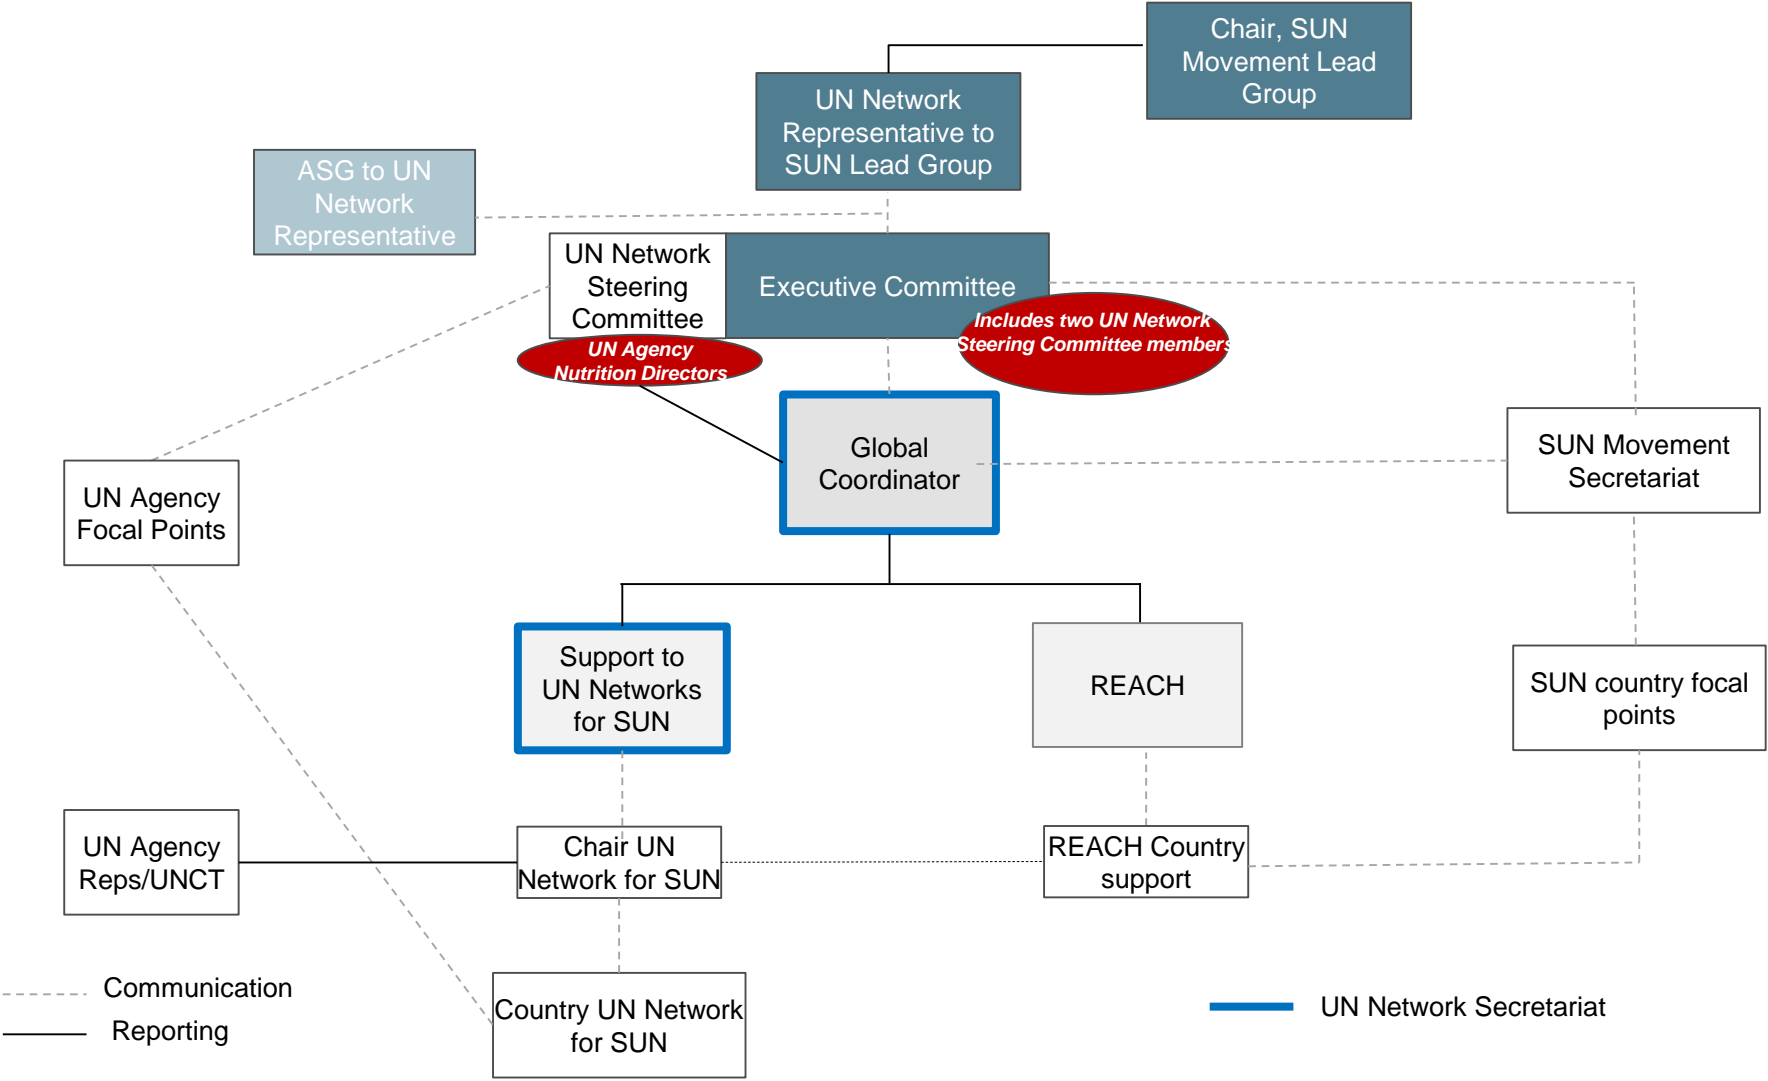 Chair, SUN
Movement Lead
Group
UN Network
Representative to
SUN Lead Group
ASG to UN
Network
Representative
UN Network
Steering
Committee
Executive Committee
Includes two UN Network
Steering Committee members
UN Agency
Nutrition Directors
Global
Coordinator
SUN Movement
Secretariat
UN Agency
Focal Points
Support to
UN Networks
for SUN
REACH
SUN country focal
points
UN Agency
Reps/UNCT
Chair UN
Network for SUN
REACH Country
support
Communication
Reporting
Country UN Network
for SUN
UN Network Secretariat